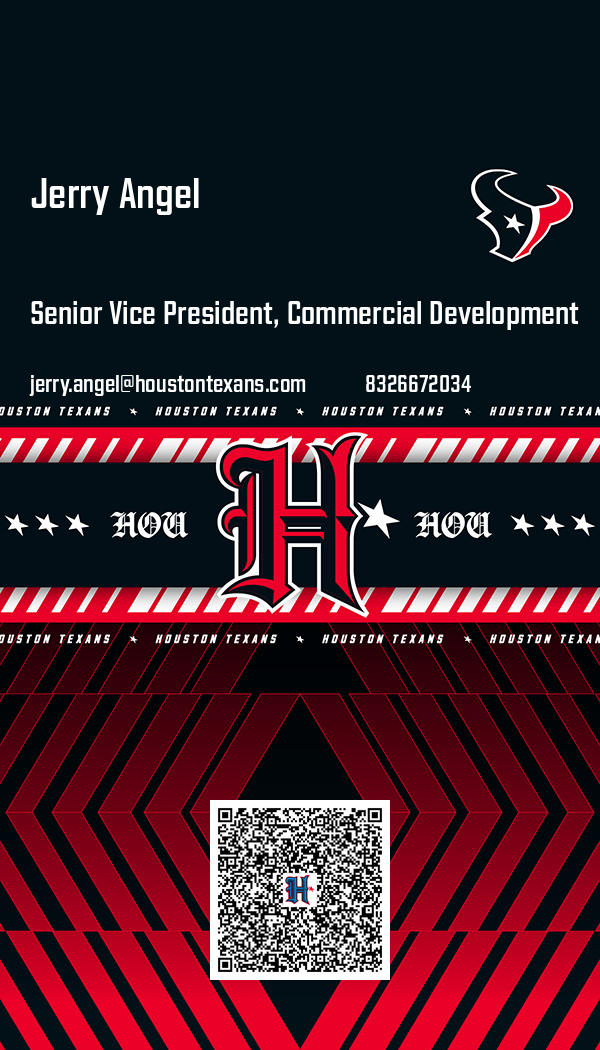 Jerry Angel
Senior Vice President, Commercial Development
jerry.angel@houstontexans.com 8326672034
OUSTON TEXANS HOUSTON TEXANS HOUSTON TEXANS HOUSTON TEXAN
HOU H HOU
OUSTON TEXANS HOUSTON TEXANS HOUSTON TEXANS HOUSTON TEXAN
H